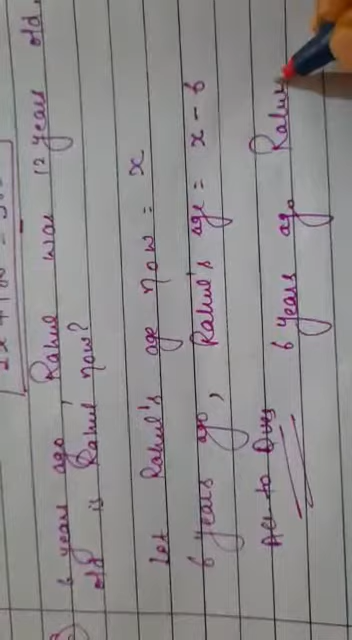 6 years ago, Rahul was 12 years old.
old is Rahul now?
Let Rahul's age now = x
6 years ago, Rahul's age = x - 6
Acc to Ques 6 years ago Rahul